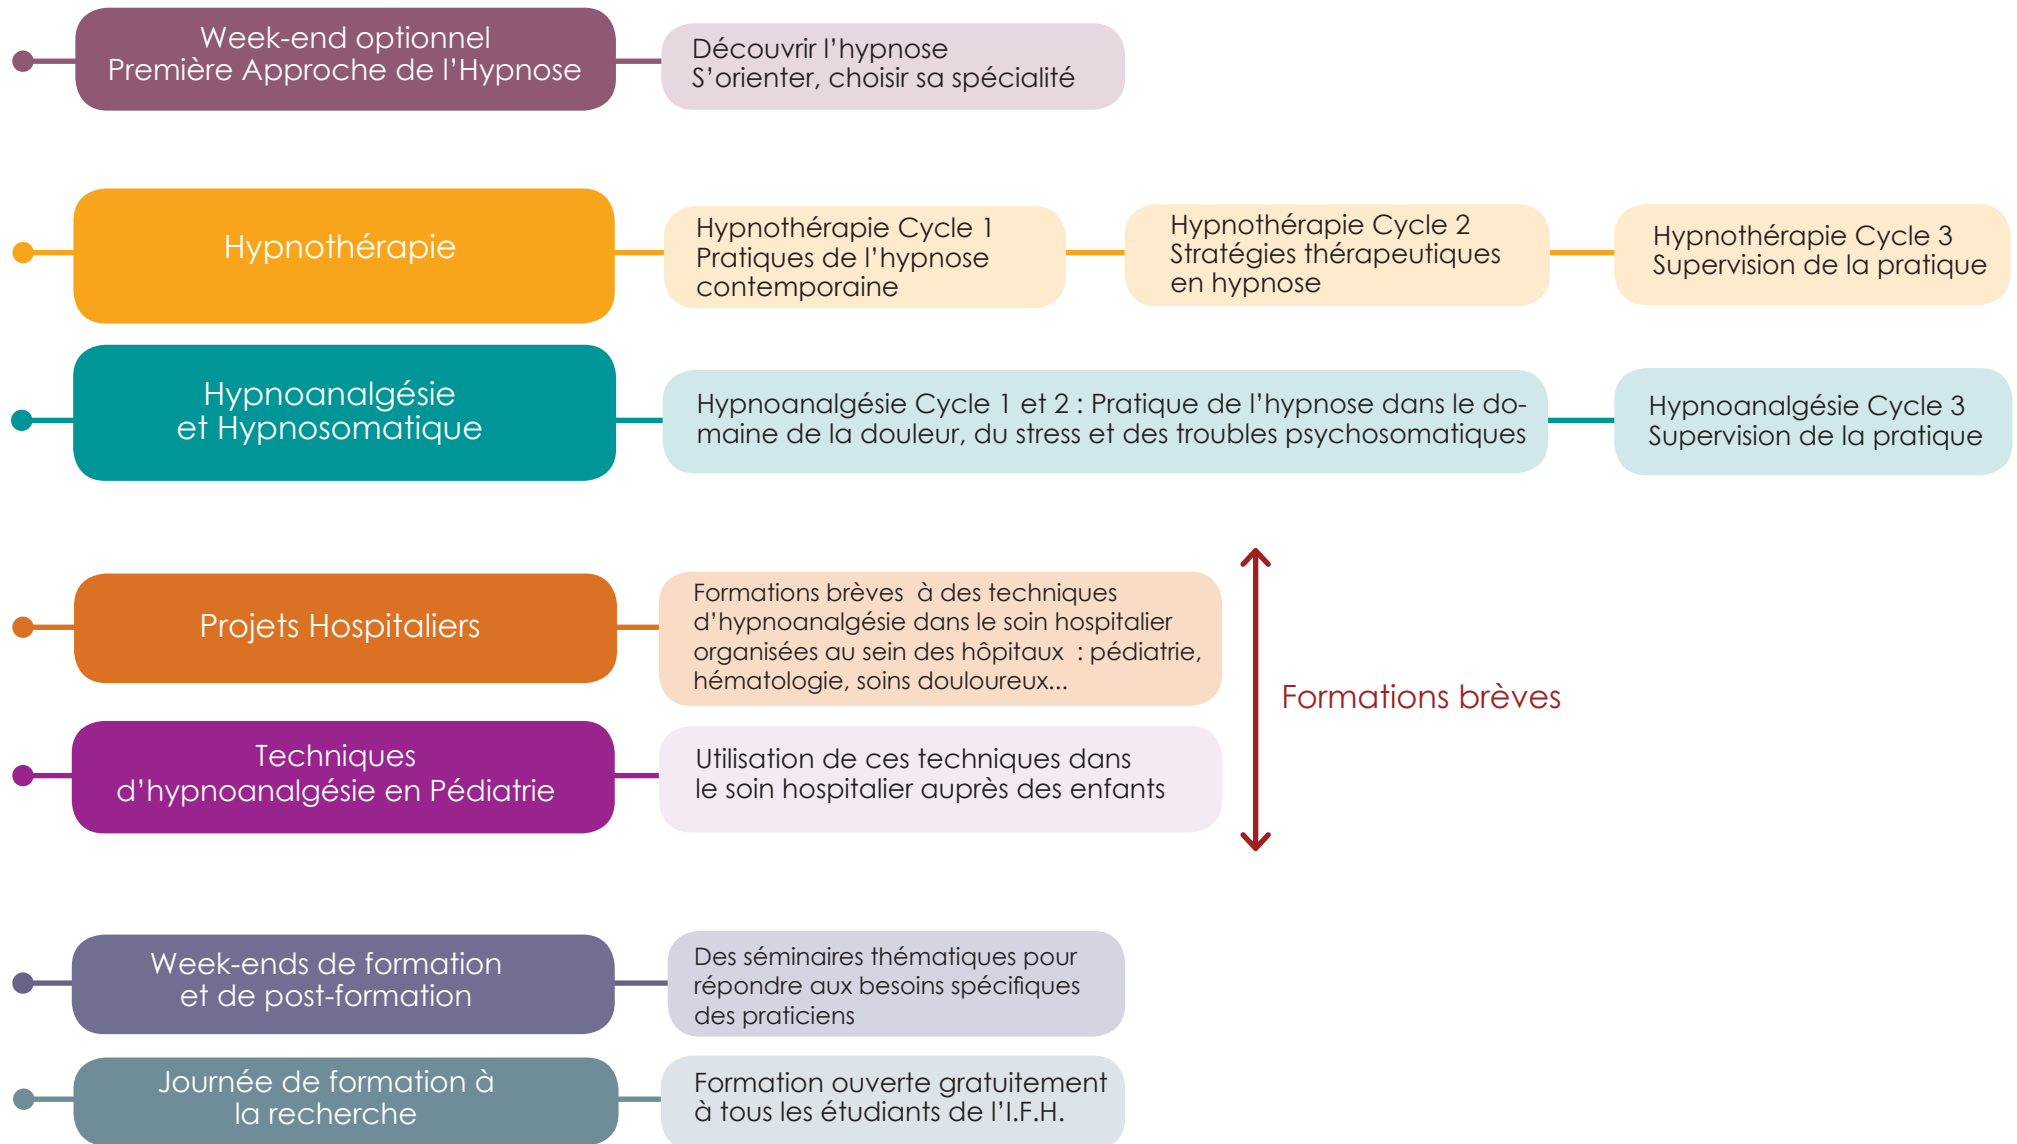 Week-end optionnel
Première Approche de l’Hypnose
Découvrir l’hypnose
S’orienter, choisir sa spécialité
Hypnothérapie
Hypnothérapie Cycle 1
Pratiques de l’hypnose
contemporaine
Hypnothérapie Cycle 2
Stratégies thérapeutiques
en hypnose
Hypnothérapie Cycle 3
Supervision de la pratique
Hypnoanalgésie
et Hypnosomatique
Hypnoanalgésie Cycle 1 et 2 : Pratique de l’hypnose dans le do-
maine de la douleur, du stress et des troubles psychosomatiques
Hypnoanalgésie Cycle 3
Supervision de la pratique
Projets Hospitaliers
Formations brèves à des techniques
d’hypnoanalgésie dans le soin hospitalier
organisées au sein des hôpitaux : pédiatrie,
hématologie, soins douloureux...
Techniques
d’hypnoanalgésie en Pédiatrie
Utilisation de ces techniques dans
le soin hospitalier auprès des enfants
Formations brèves
Week-ends de formation
et de post-formation
Des séminaires thématiques pour
répondre aux besoins spécifiques
des praticiens
Journée de formation à
la recherche
Formation ouverte gratuitement
à tous les étudiants de l’I.F.H.